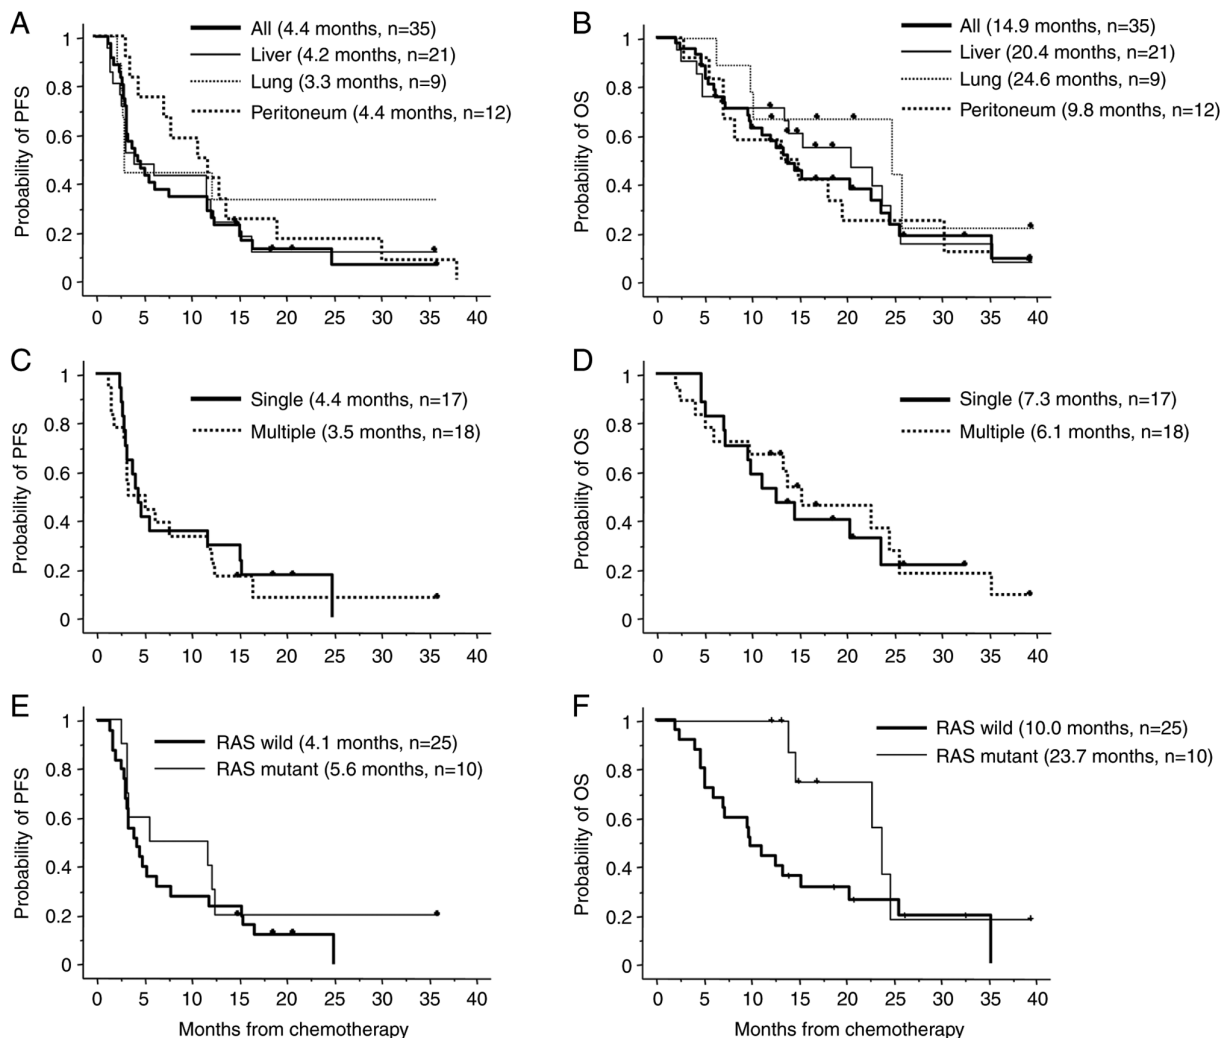 A
All (4.4 months, n=35)
Liver (4.2 months, n=21)
Lung (3.3 months, n=9)
Peritoneum (4.4 months, n=12)
Probability of PFS
1
0.8
0.6
0.4
0.2
0
0 5 10 15 20 25 30 35 40
B
All (14.9 months, n=35)
Liver (20.4 months, n=21)
Lung (24.6 months, n=9)
Peritoneum (9.8 months, n=12)
Probability of OS
1
0.8
0.6
0.4
0.2
0
0 5 10 15 20 25 30 35 40
C
Single (4.4 months, n=17)
Multiple (3.5 months, n=18)
Probability of PFS
1
0.8
0.6
0.4
0.2
0
0 5 10 15 20 25 30 35 40
D
Single (7.3 months, n=17)
Multiple (6.1 months, n=18)
Probability of OS
1
0.8
0.6
0.4
0.2
0
0 5 10 15 20 25 30 35 40
E
RAS wild (4.1 months, n=25)
RAS mutant (5.6 months, n=10)
Probability of PFS
1
0.8
0.6
0.4
0.2
0
0 5 10 15 20 25 30 35 40
Months from chemotherapy
F
RAS wild (10.0 months, n=25)
RAS mutant (23.7 months, n=10)
Probability of OS
1
0.8
0.6
0.4
0.2
0
0 5 10 15 20 25 30 35 40
Months from chemotherapy